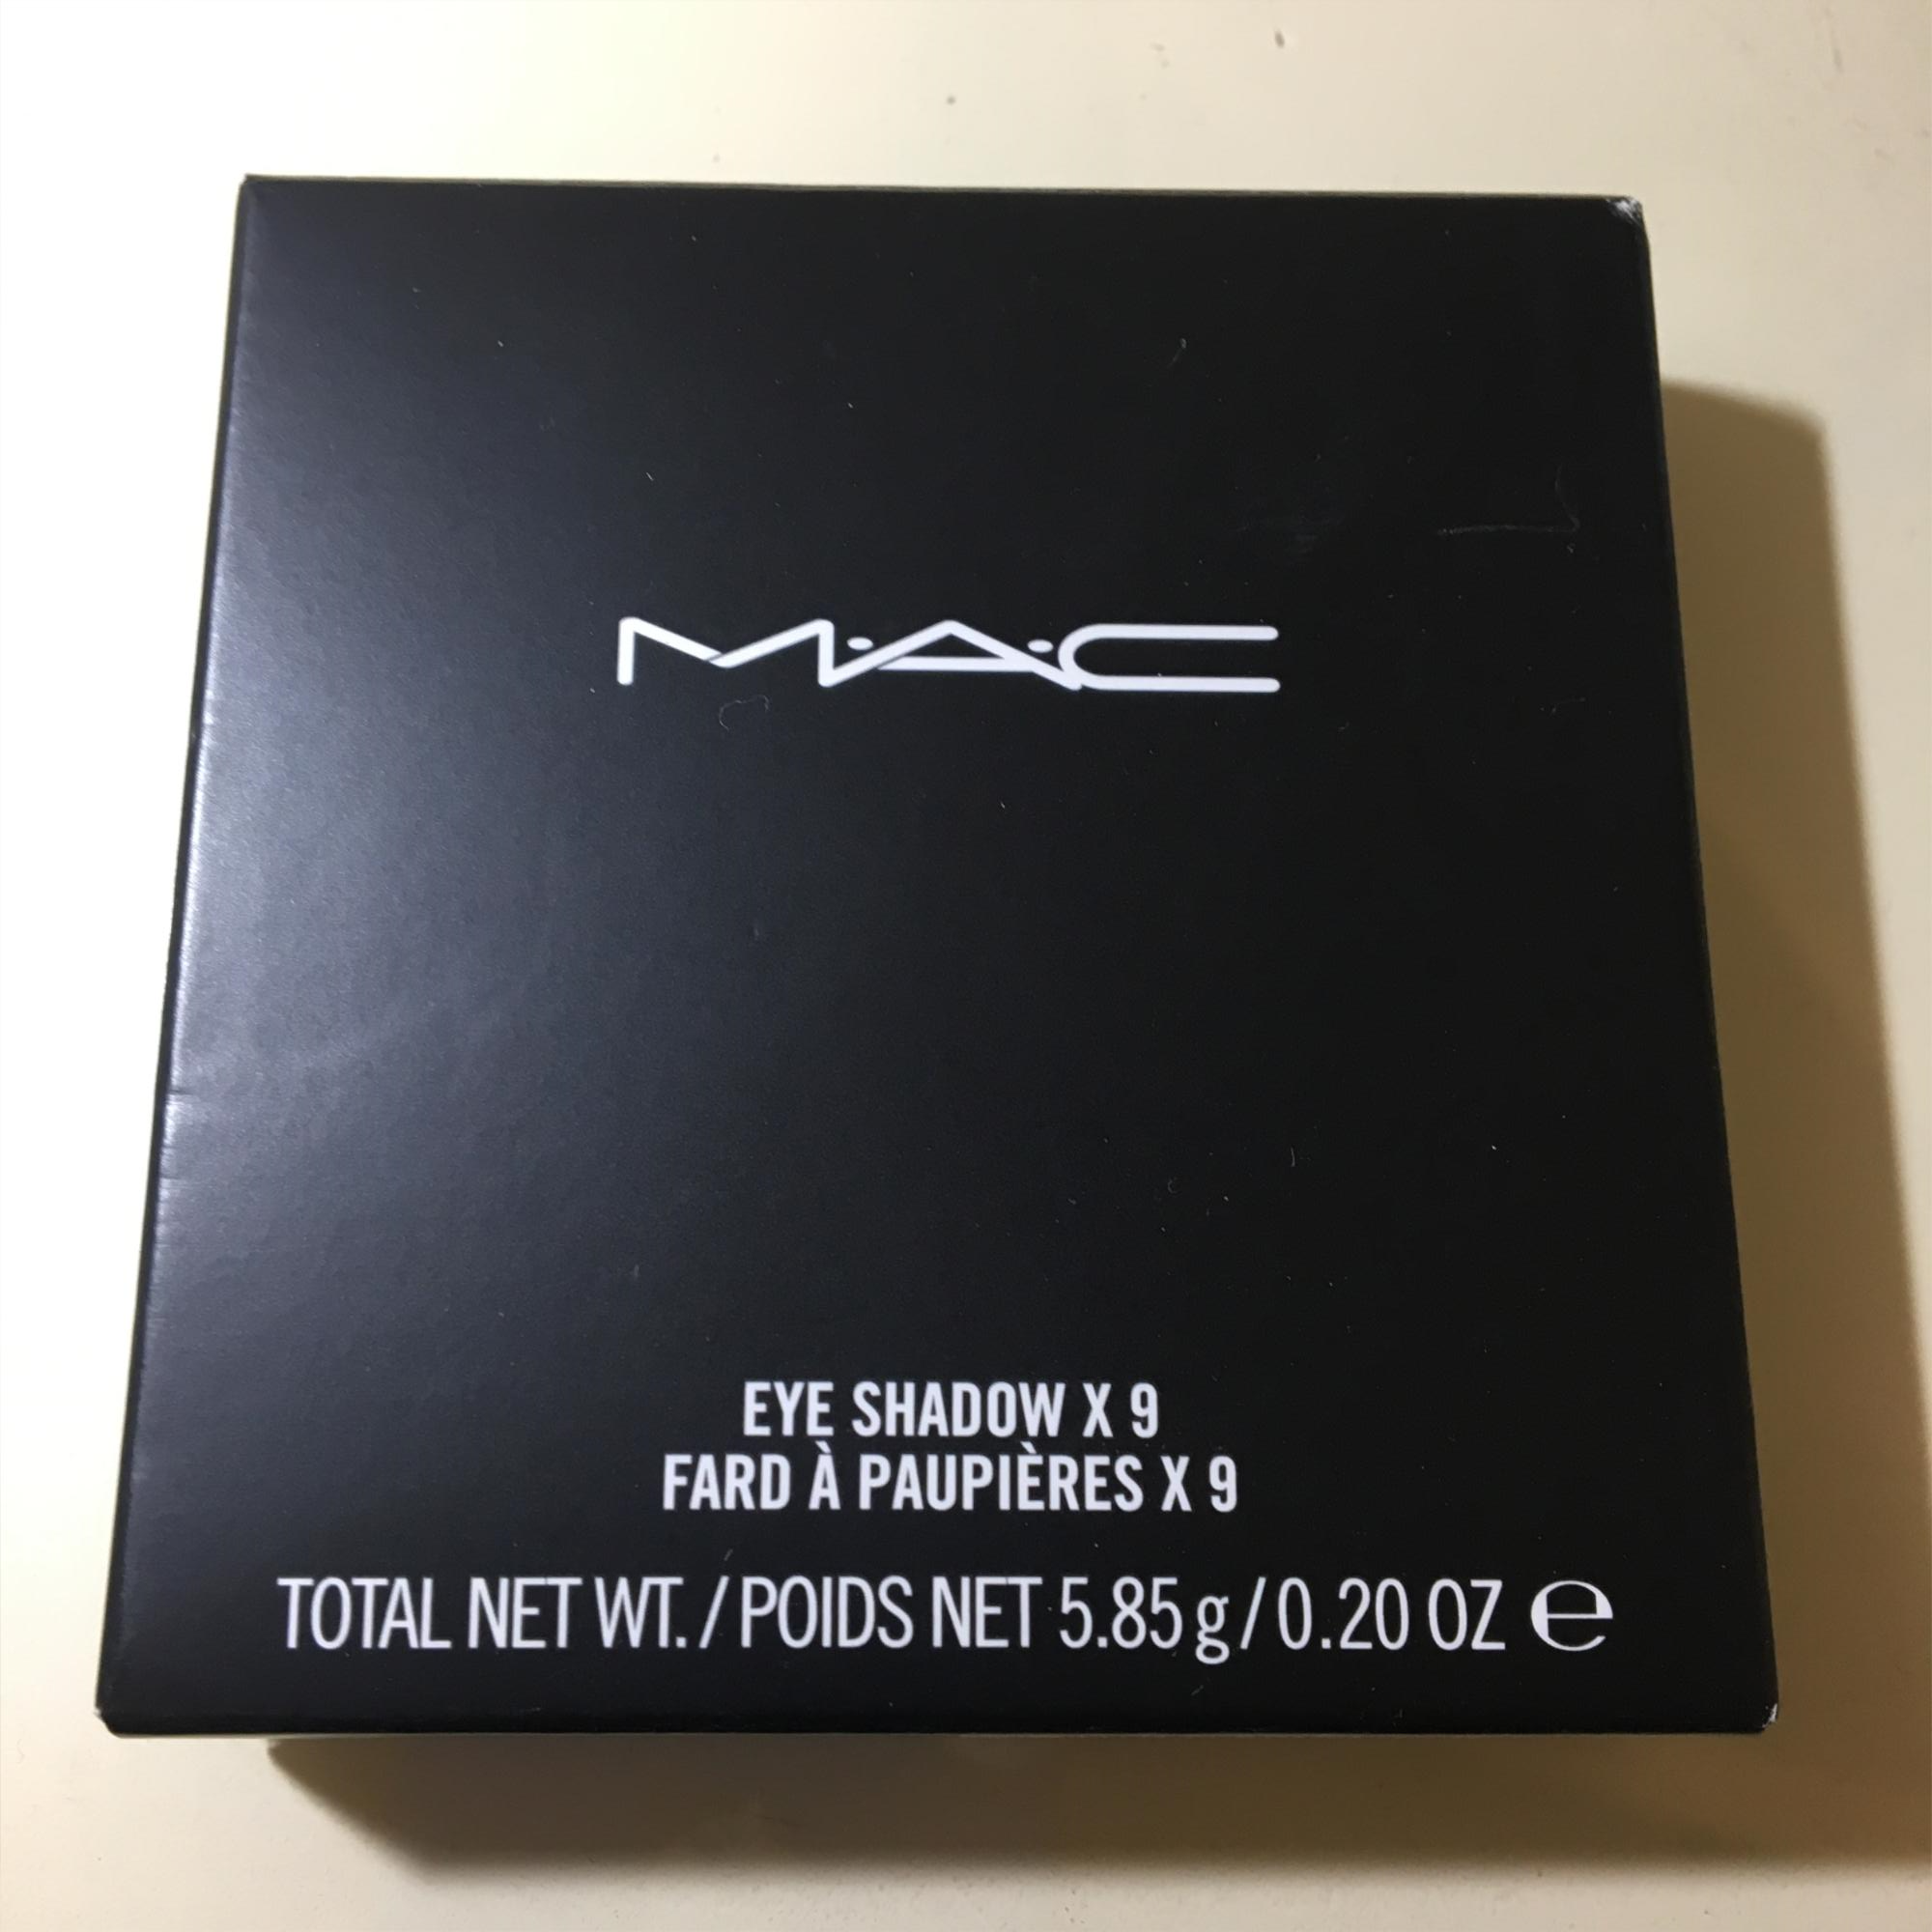 M·A·C
EYE SHADOW X 9
FARD À PAUPIÈRES X 9
TOTAL NET WT. / POIDS NET 5.85 g / 0.20 OZ ℮